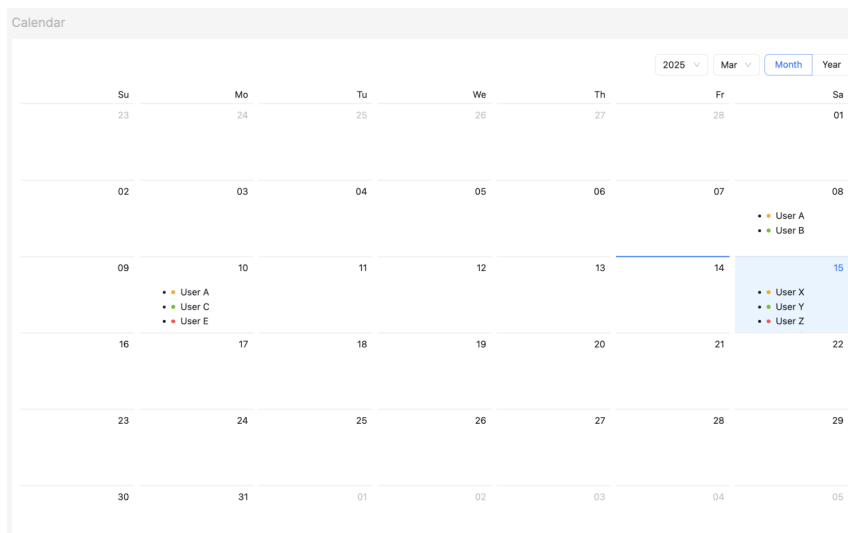 Calendar
2025 Mar Month Year
Su Mo Tu We Th Fr Sa
23 24 25 26 27 28 01
02 03 04 05 06 07 08
• User A
• User B
09 10 11 12 13 14 15
• User A • User X
• User C • User Y
• User E • User Z
16 17 18 19 20 21 22
23 24 25 26 27 28 29
30 31 01 02 03 04 05